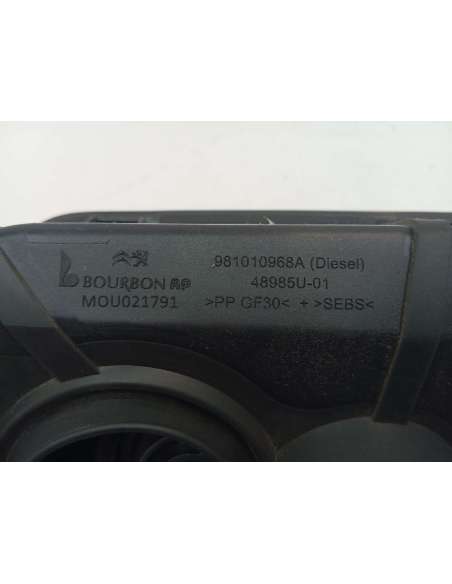 981010968A (Diesel)
BOURBON AP
48985U-01
MOU021791
>PP GF30< + >SEBS<